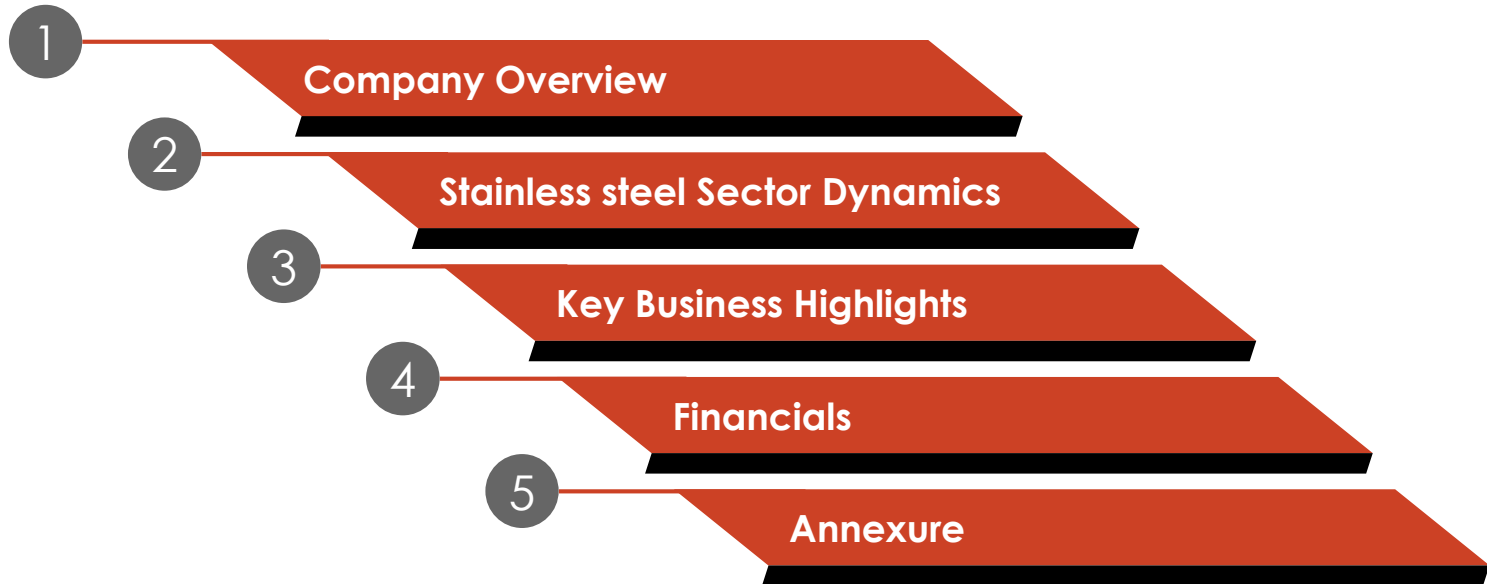 1
Company Overview
2
Stainless steel Sector Dynamics
3
Key Business Highlights
4
Financials
5
Annexure